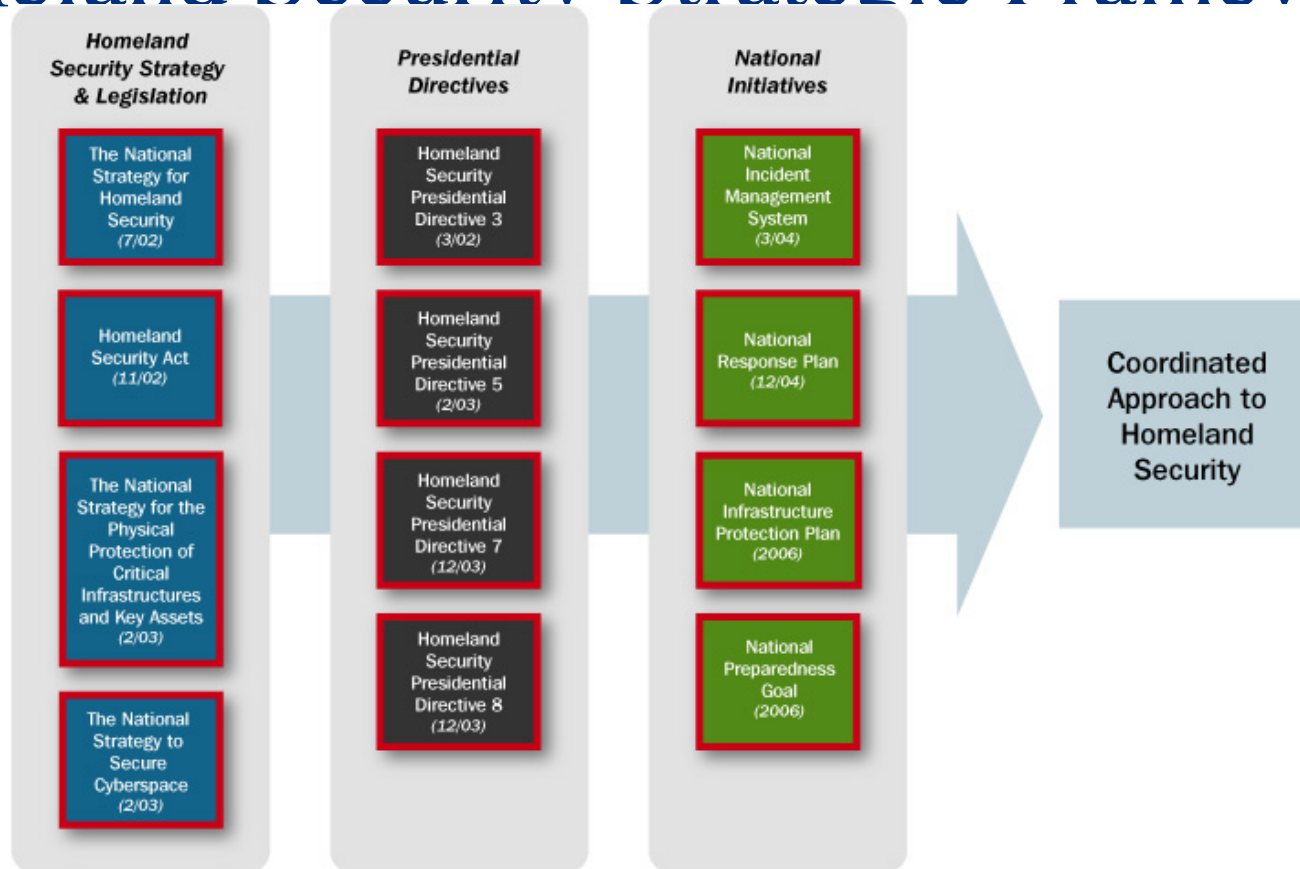 Homeland
Security Strategy
& Legislation
The National
Strategy for
Homeland
Security
(7/02)
Homeland
Security Act
(11/02)
The National
Strategy for the
Physical
Protection of
Critical
Infrastructures
and Key Assets
(2/03)
The National
Strategy to
Secure
Cyberspace
(2/03)
Presidential
Directives
Homeland
Security
Presidential
Directive 3
(3/02)
Homeland
Security
Presidential
Directive 5
(2/03)
Homeland
Security
Presidential
Directive 7
(12/03)
Homeland
Security
Presidential
Directive 8
(12/03)
National
Initiatives
National
Incident
Management
System
(3/04)
National
Response Plan
(12/04)
National
Infrastructure
Protection Plan
(2006)
National
Preparedness
Goal
(2006)
Coordinated
Approach to
Homeland
Security